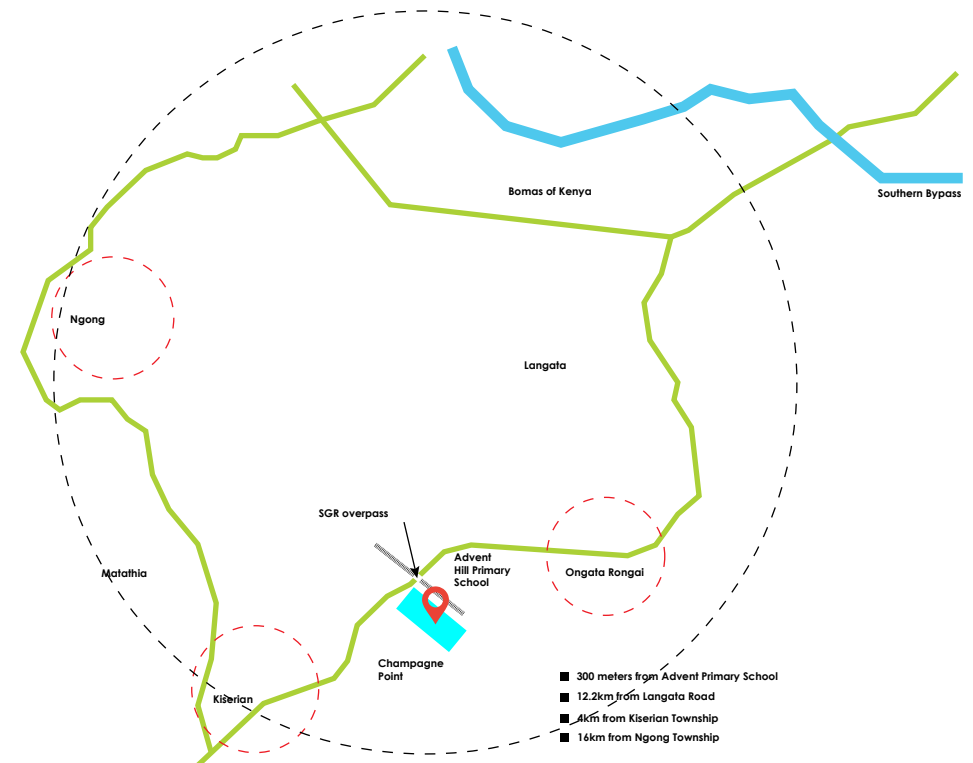 Bomas of Kenya
Southern Bypass
Ngong
Langata
SGR overpass
Advent
Hill Primary
School
Ongata Rongai
Matathia
Champagne
Point
Kiserian
300 meters from Advent Primary School
12.2km from Langata Road
4km from Kiserian Township
16km from Ngong Township